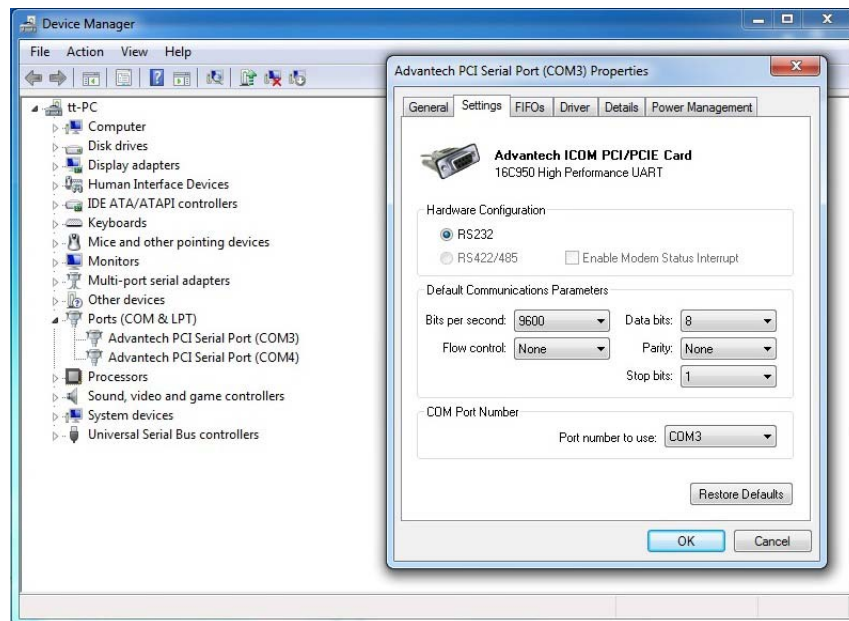 Device Manager
File Action View Help
tt-PC
Computer
Disk drives
Display adapters
Human Interface Devices
IDE ATA/ATAPI controllers
Keyboards
Mice and other pointing devices
Monitors
Multi-port serial adapters
Other devices
Ports (COM & LPT)
Advantech PCI Serial Port (COM3)
Advantech PCI Serial Port (COM4)
Processors
Sound, video and game controllers
System devices
Universal Serial Bus controllers
Advantech PCI Serial Port (COM3) Properties
General Settings FIFOs Driver Details Power Management
Advantech ICOM PCI/PCIE Card
16C950 High Performance UART
Hardware Configuration
RS232
RS422/485 Enable Modem Status Interrupt
Default Communications Parameters
Bits per second: 9600 Data bits: 8
Flow control: None Parity: None
Stop bits: 1
COM Port Number
Port number to use: COM3
Restore Defaults
OK Cancel